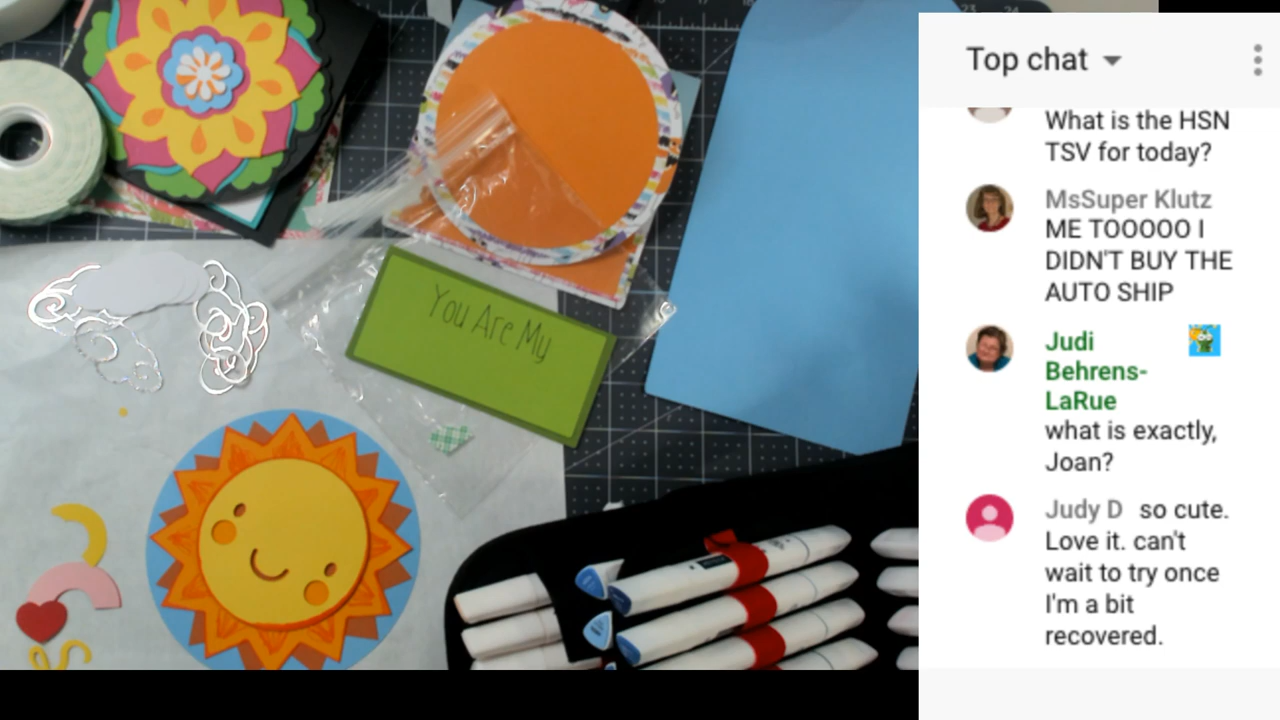 Top chat
What is the HSN
TSV for today?
MsSuper Klutz
ME TOOOOO I
DIDN'T BUY THE
AUTO SHIP
Judi
Behrens-
LaRue
what is exactly,
Joan?
Judy D so cute.
Love it. can't
wait to try once
I'm a bit
recovered.
You Are My
23
24